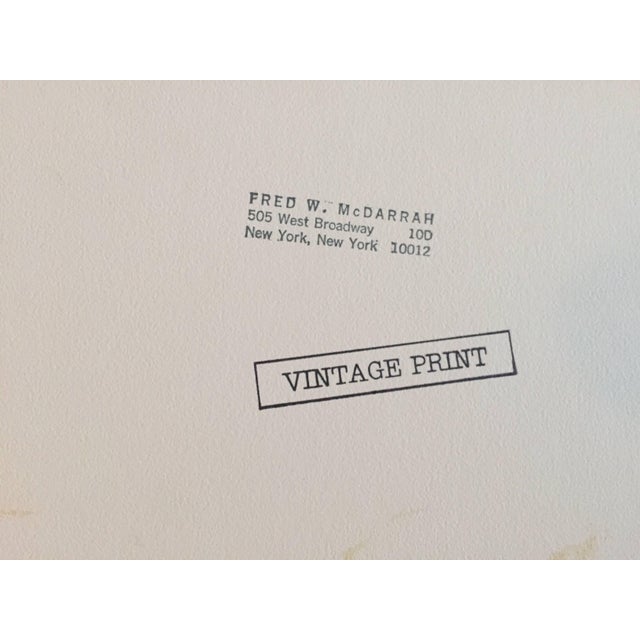 FRED W. McDARRAH
505 West Broadway 10D
New York, New York 10012
VINTAGE PRINT